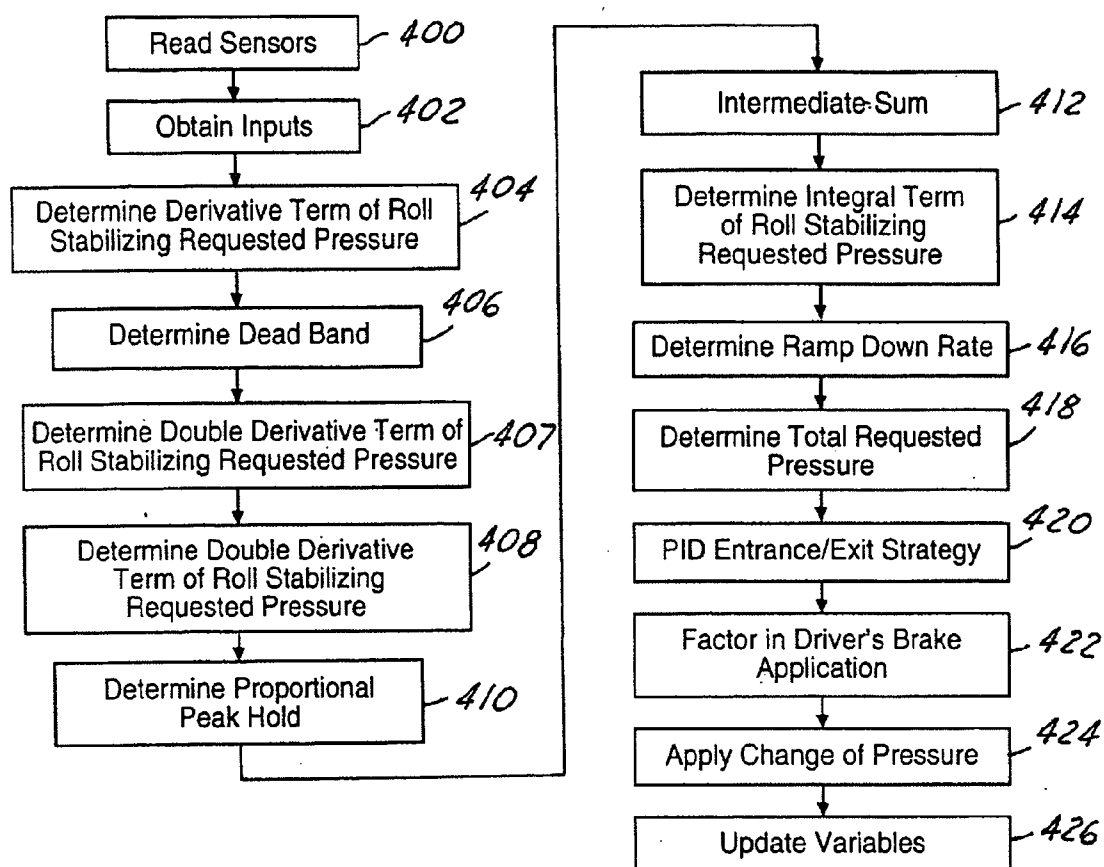 Read Sensors
400
Obtain Inputs
402
Determine Derivative Term of Roll
Stabilizing Requested Pressure
404
Determine Dead Band
406
Determine Double Derivative Term of
Roll Stabilizing Requested Pressure
407
Determine Double Derivative
Term of Roll Stabilizing
Requested Pressure
408
Determine Proportional
Peak Hold
410
Intermediate-Sum
412
Determine Integral Term
of Roll Stabilizing
Requested Pressure
414
Determine Ramp Down Rate
416
Determine Total Requested
Pressure
418
PID Entrance/Exit Strategy
420
Factor in Driver's Brake
Application
422
Apply Change of Pressure
424
Update Variables
426